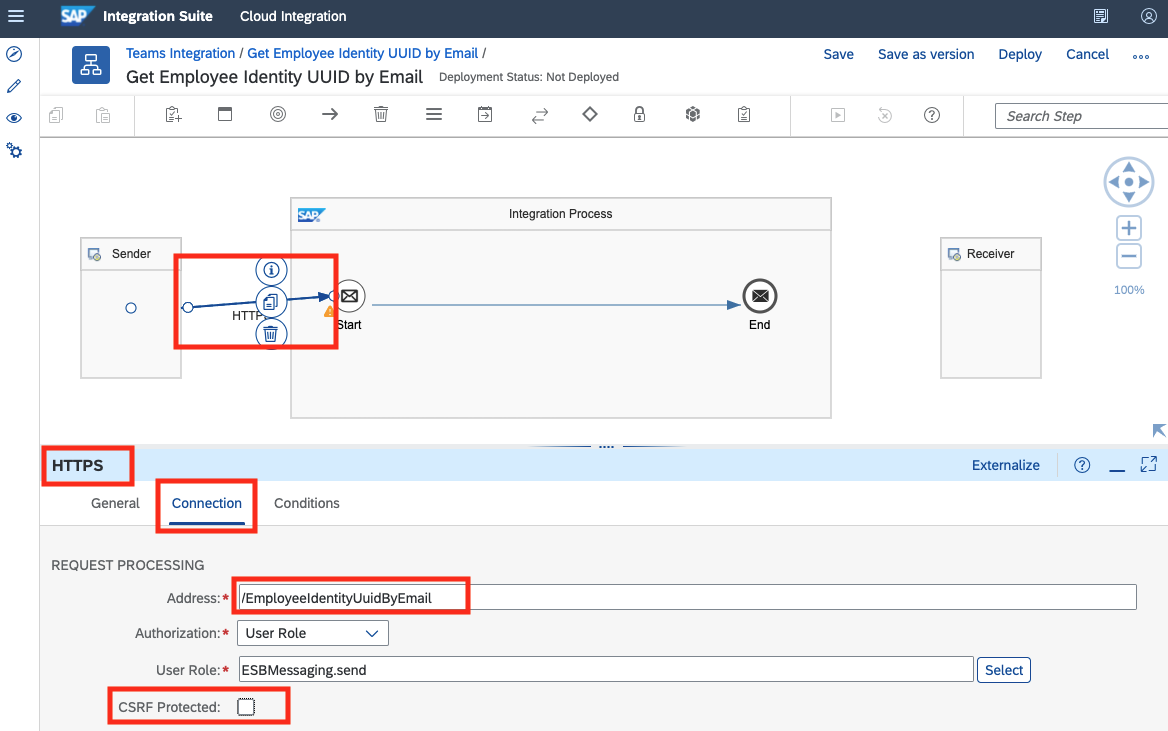 SAP Integration Suite Cloud Integration
Teams Integration / Get Employee Identity UUID by Email /
Get Employee Identity UUID by Email Deployment Status: Not Deployed
Save Save as version Deploy Cancel
Search Step
SAP Integration Process
Sender
Receiver
HTTP
Start
End
100%
HTTPS
Externalize
General Connection Conditions
REQUEST PROCESSING
Address:* /EmployeeIdentityUuidByEmail
Authorization:* User Role
User Role:* ESBMessaging.send Select
CSRF Protected: